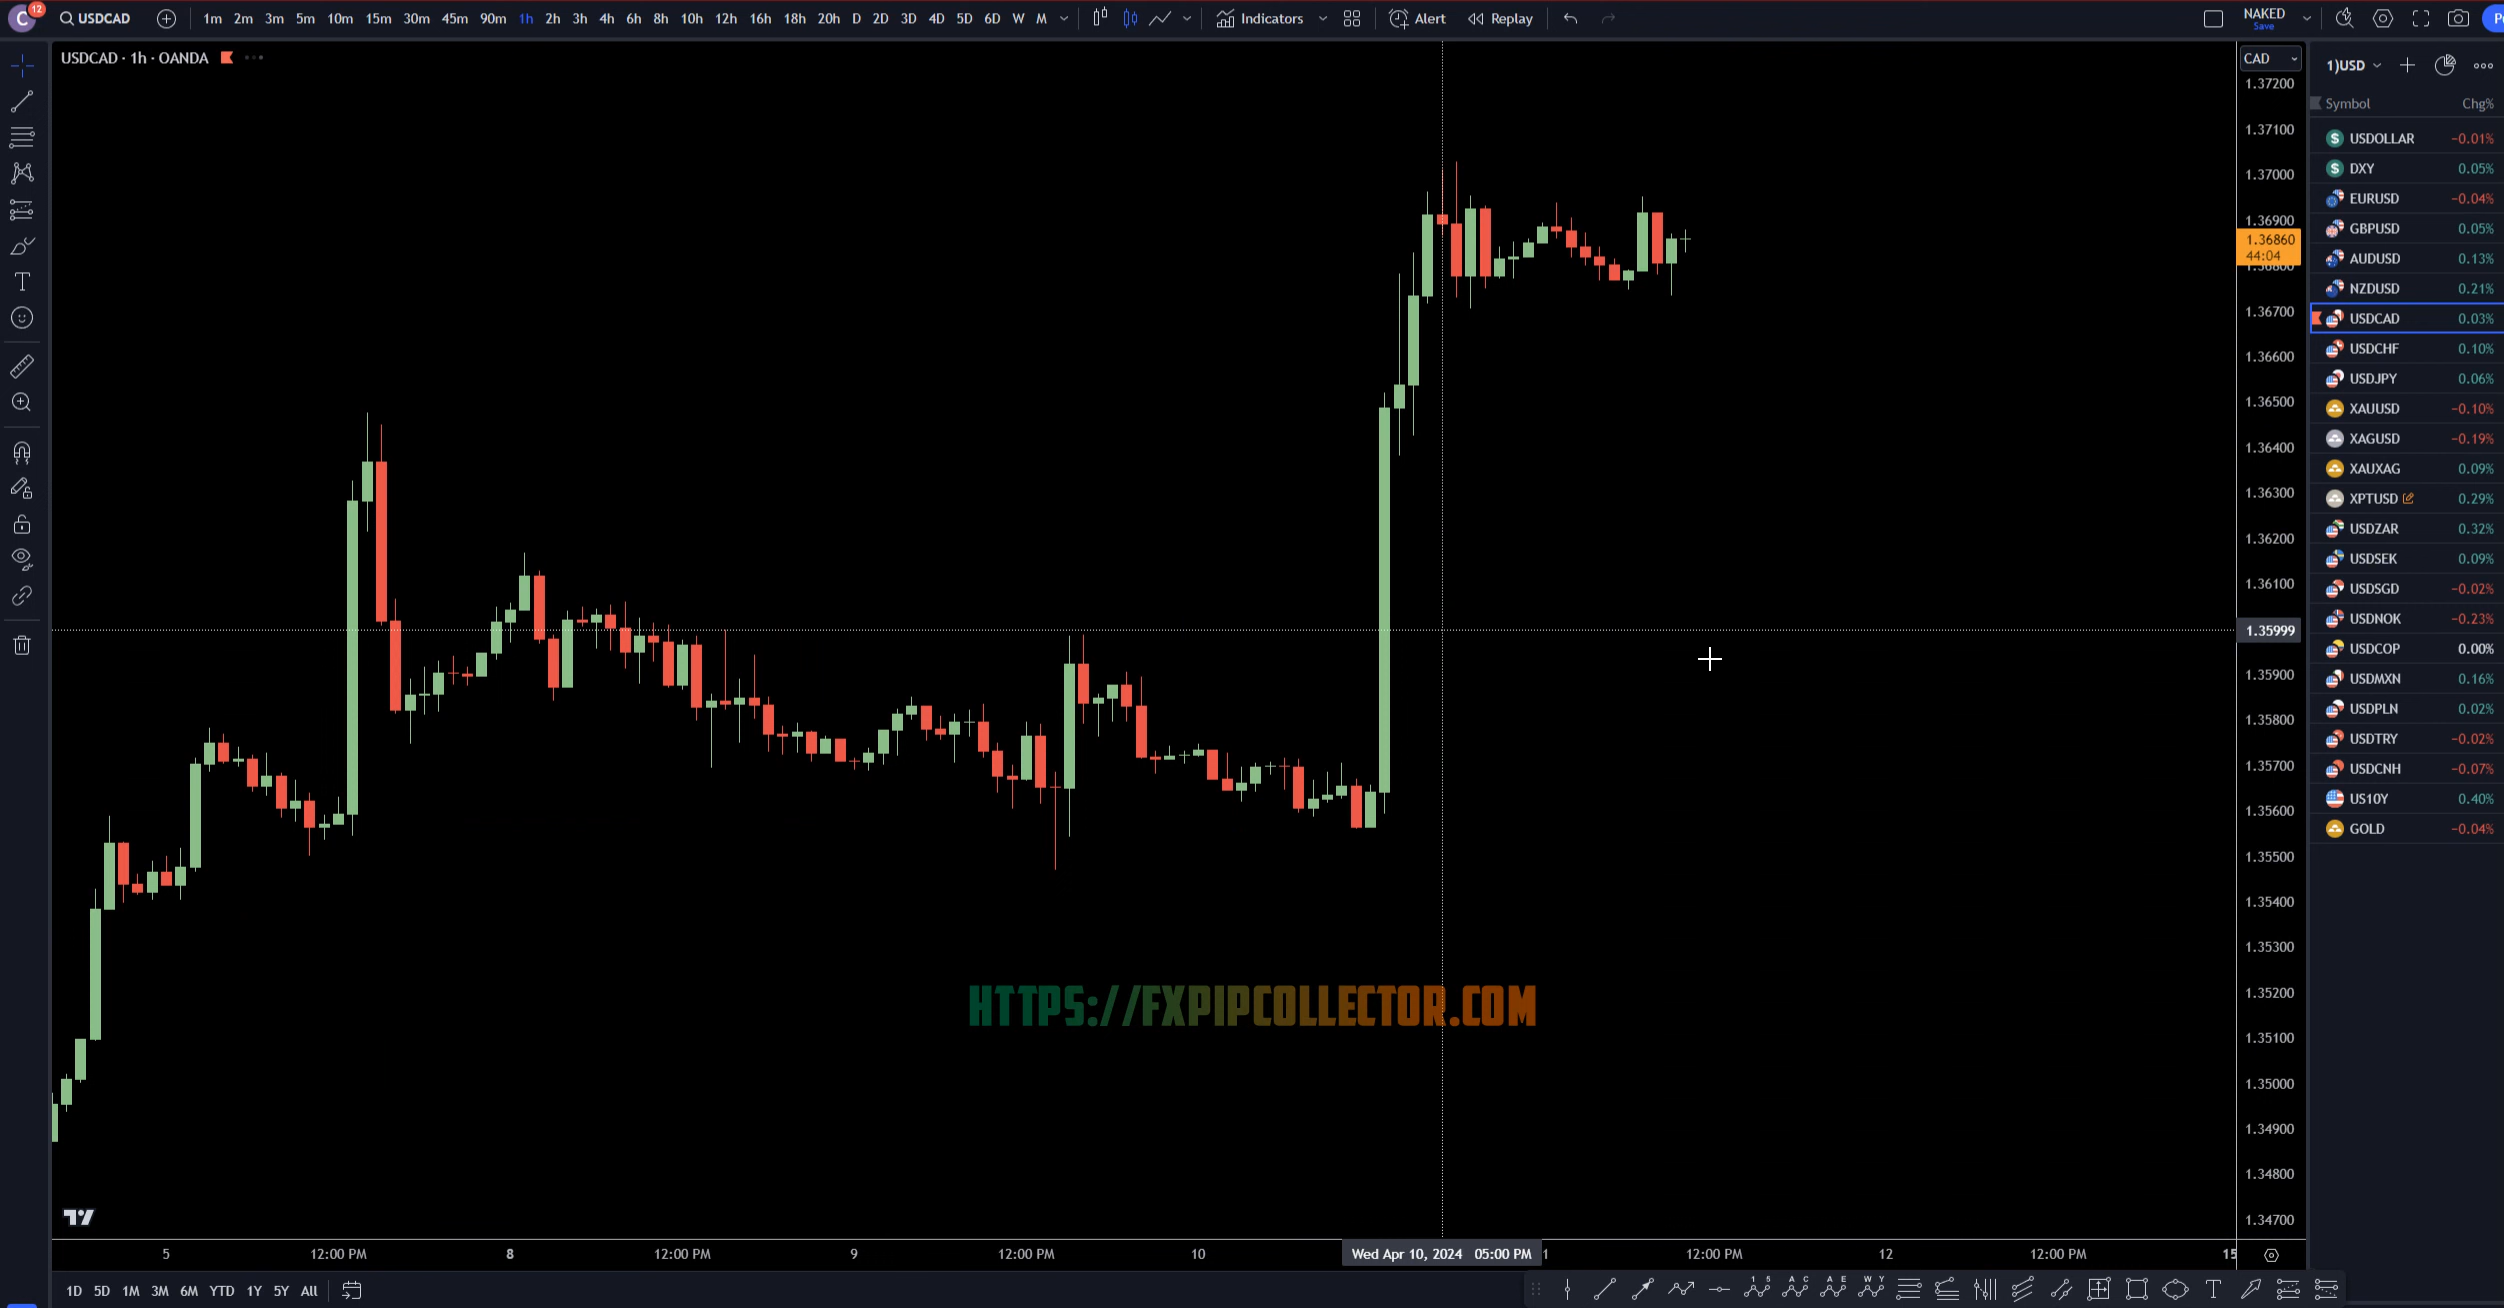 C 12 USDCAD 1m 2m 3m 5m 10m 15m 30m 45m 90m 1h 2h 3h 4h 6h 8h 10h 12h 16h 18h 20h D 2D 3D 4D 5D 6D W M Indicators Alert Replay NAKED
Save
USDCAD · 1h · OANDA
CAD
1.37200
1.37100
1.37000
1.36900
1.36860
44:04
1.36800
1.36700
1.36600
1.36500
1.36400
1.36300
1.36200
1.36100
1.35999
1.35900
1.35800
1.35700
1.35600
1.35500
1.35400
1.35300
1.35200
1.35100
1.35000
1.34900
1.34800
1.34700
1)USD
Symbol Chg%
USDOLLAR −0.01%
DXY 0.05%
EURUSD −0.04%
GBPUSD 0.05%
AUDUSD 0.13%
NZDUSD 0.21%
USDCAD 0.03%
USDCHF 0.10%
USDJPY 0.06%
XAUUSD −0.10%
XAGUSD −0.19%
XAUXAG 0.09%
XPTUSD 0.29%
USDZAR 0.32%
USDSEK 0.09%
USDSGD −0.02%
USDNOK −0.23%
USDCOP 0.00%
USDMXN 0.16%
USDPLN 0.02%
USDTRY −0.02%
USDCNH −0.07%
US10Y 0.40%
GOLD −0.04%
HTTPS://FXPIPCOLLECTOR.COM
5 12:00 PM 8 12:00 PM 9 12:00 PM 10 Wed Apr 10, 2024 05:00 PM 12:00 PM 12 12:00 PM 15
1D 5D 1M 3M 6M YTD 1Y 5Y All